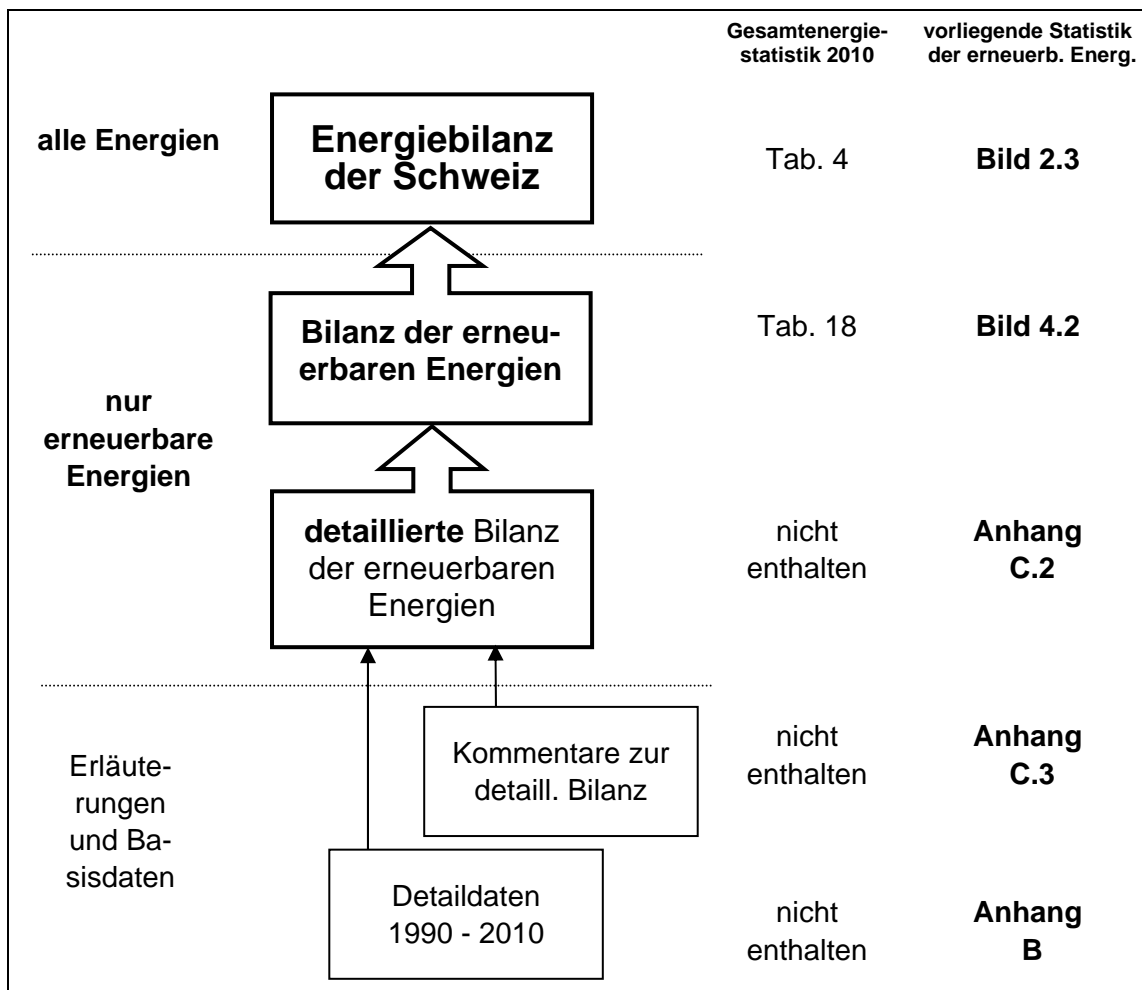 Gesamtenergie-
statistik 2010
vorliegende Statistik
der erneuerb. Energ.
alle Energien
Energiebilanz
der Schweiz
Tab. 4
Bild 2.3
nur
erneuerbare
Energien
Bilanz der erneu-
erbaren Energien
Tab. 18
Bild 4.2
detaillierte Bilanz
der erneuerbaren
Energien
nicht
enthalten
Anhang
C.2
Erläute-
rungen
und Ba-
sisdaten
Kommentare zur
detaill. Bilanz
nicht
enthalten
Anhang
C.3
Detaildaten
1990 - 2010
nicht
enthalten
Anhang
B